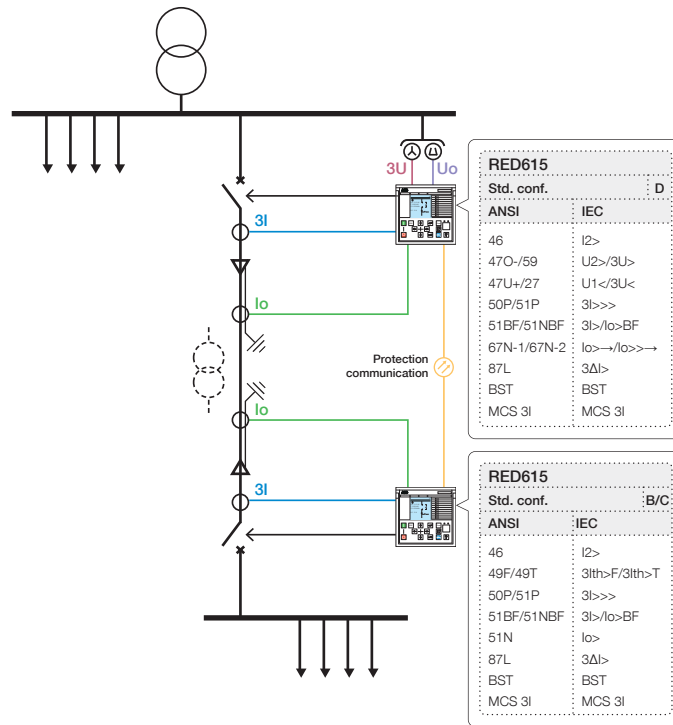 3U Uo
3I
Io
Protection
communication
Io
3I
RED615
Std. conf. D
ANSI IEC
46 I2>
47O-/59 U2>/3U>
47U+/27 U1</3U<
50P/51P 3I>>>
51BF/51NBF 3I>/Io>BF
67N-1/67N-2 Io>→/Io>>→
87L 3ΔI>
BST BST
MCS 3I MCS 3I
RED615
Std. conf. B/C
ANSI IEC
46 I2>
49F/49T 3Ith>F/3Ith>T
50P/51P 3I>>>
51BF/51NBF 3I>/Io>BF
51N Io>
87L 3ΔI>
BST BST
MCS 3I MCS 3I